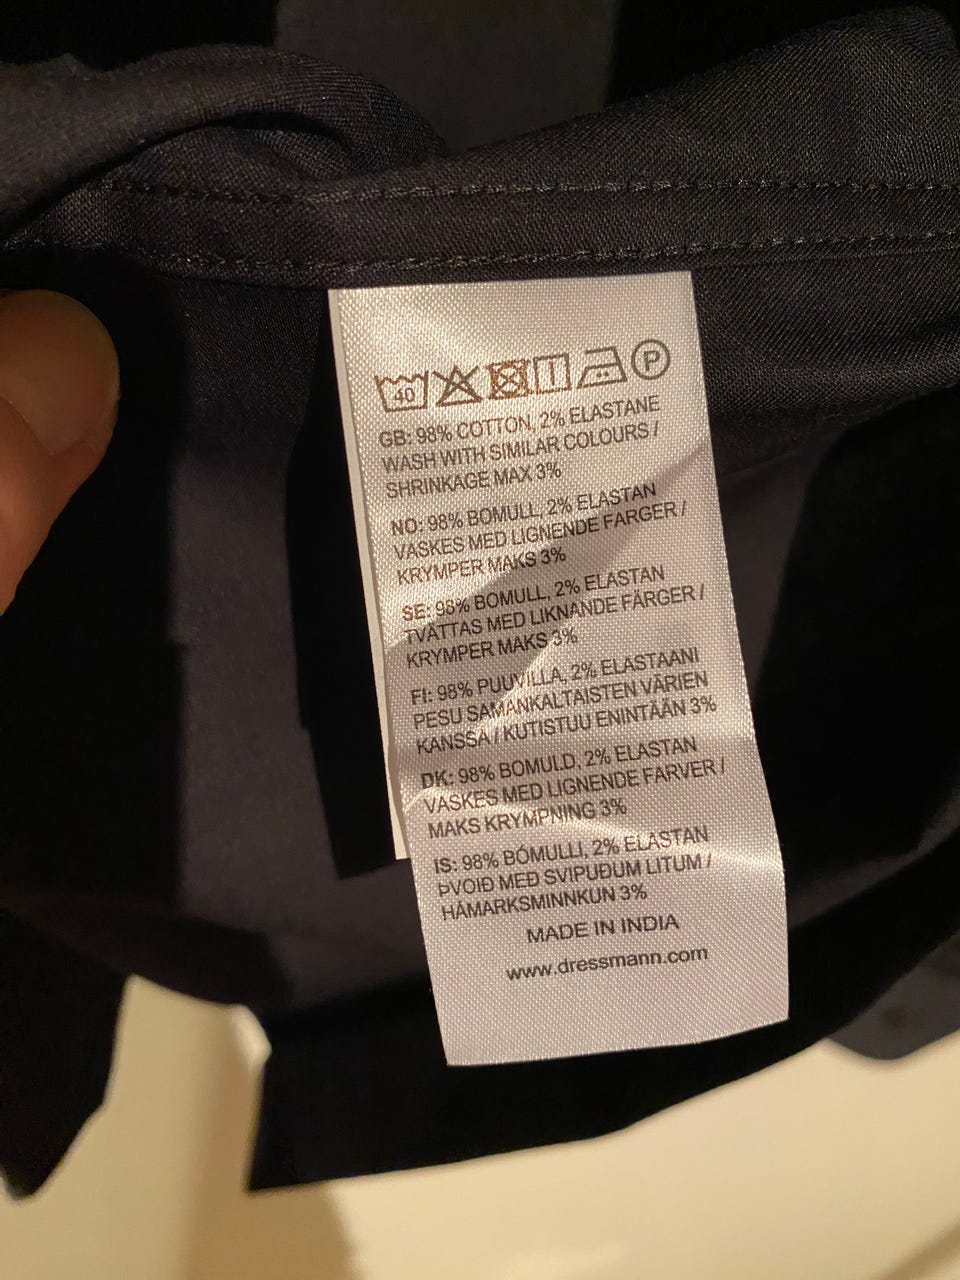 40 P
GB: 98% COTTON, 2% ELASTANE
WASH WITH SIMILAR COLOURS /
SHRINKAGE MAX 3%
NO: 98% BOMULL, 2% ELASTAN
VASKES MED LIGNENDE FARGER /
KRYMPER MAKS 3%
SE: 98% BOMULL, 2% ELASTAN
TVÄTTAS MED LIKNANDE FÄRGER /
KRYMPER MAKS 3%
FI: 98% PUUVILLA, 2% ELASTAANI
PESU SAMANKALTAISTEN VÄRIEN
KANSSA / KUTISTUU ENINTÄÄN 3%
DK: 98% BOMULD, 2% ELASTAN
VASKES MED LIGNENDE FARVER /
MAKS KRYMPNING 3%
IS: 98% BÓMULLI, 2% ELASTAN
ÞVOIÐ MEÐ SVIPUÐUM LITUM /
HÁMARKSMINNKUN 3%
MADE IN INDIA
www.dressmann.com